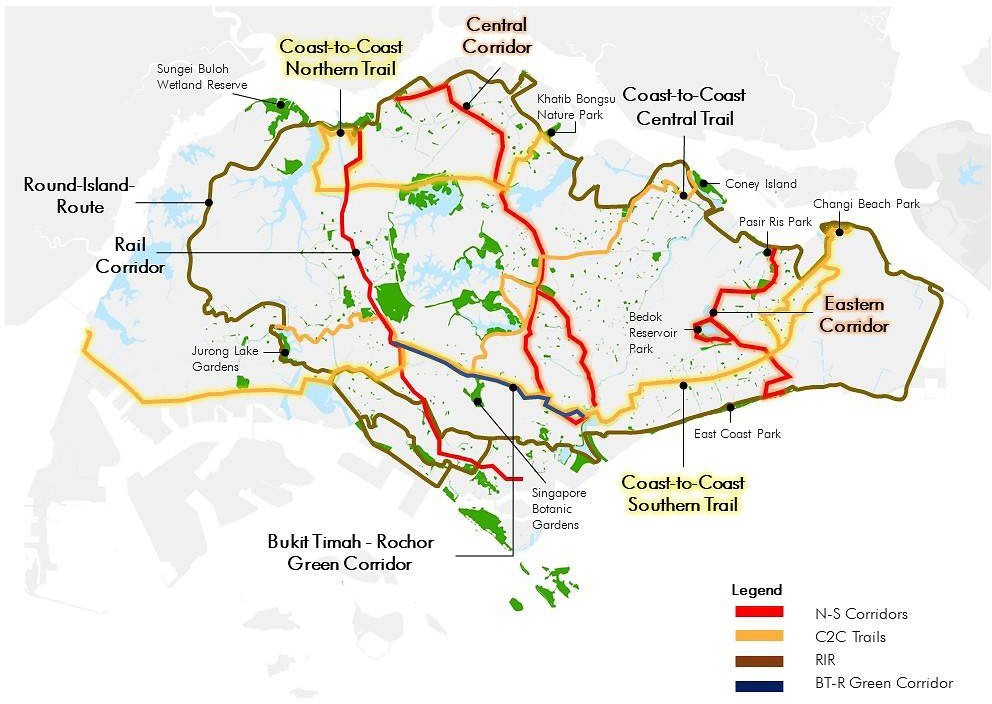 Central
Corridor
Coast-to-Coast
Northern Trail
Sungei Buloh
Wetland Reserve
Khatib Bongsu
Nature Park
Coast-to-Coast
Central Trail
Round-Island-
Route
Coney Island
Changi Beach Park
Pasir Ris Park
Rail
Corridor
Eastern
Corridor
Bedok
Reservoir
Park
Jurong Lake
Gardens
East Coast Park
Coast-to-Coast
Southern Trail
Singapore
Botanic
Gardens
Bukit Timah - Rochor
Green Corridor
Legend
N-S Corridors
C2C Trails
RIR
BT-R Green Corridor